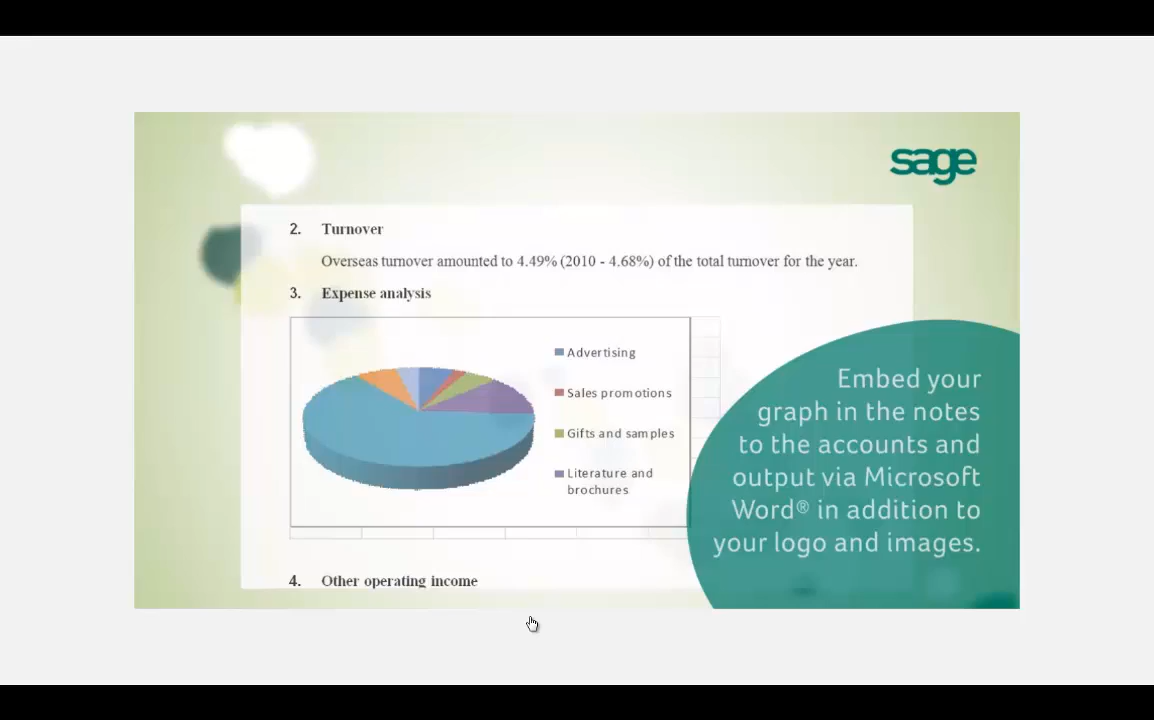 sage
2. Turnover
Overseas turnover amounted to 4.49% (2010 - 4.68%) of the total turnover for the year.
3. Expense analysis
Advertising
Sales promotions
Gifts and samples
Literature and
brochures
4. Other operating income
Embed your
graph in the notes
to the accounts and
output via Microsoft
Word® in addition to
your logo and images.